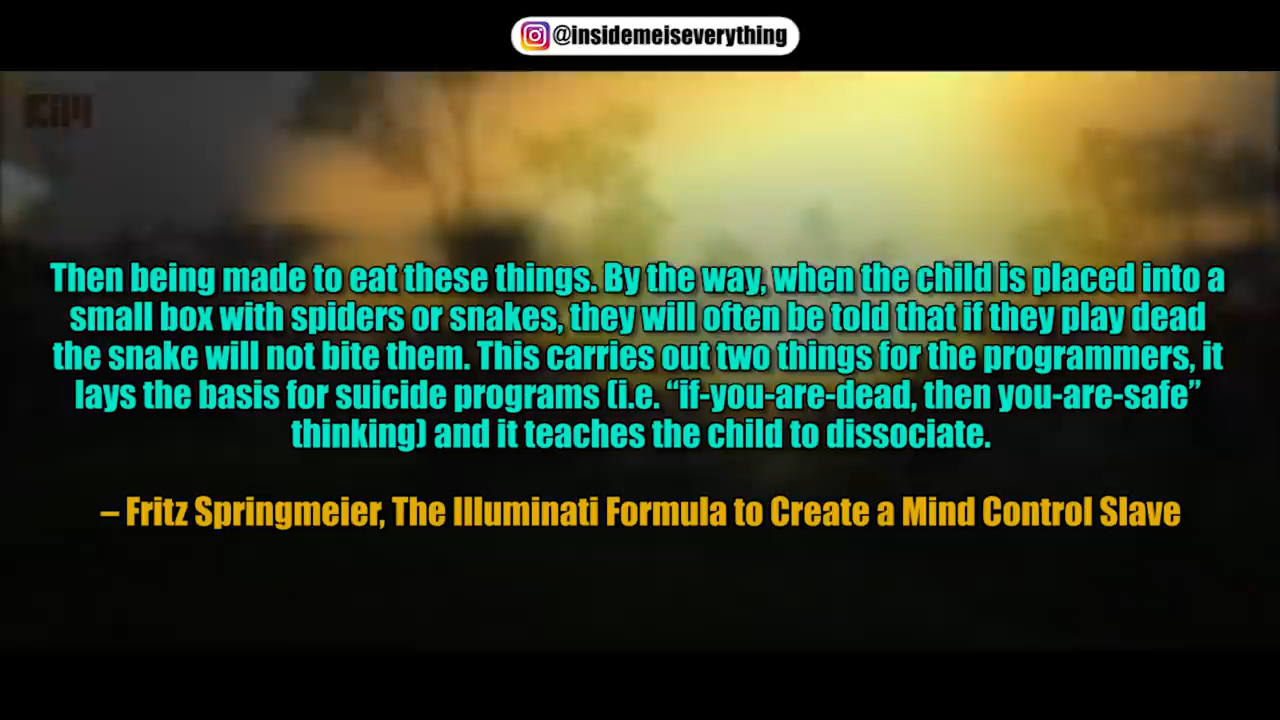 @insidemeiseverything
Then being made to eat these things. By the way, when the child is placed into a
small box with spiders or snakes, they will often be told that if they play dead
the snake will not bite them. This carries out two things for the programmers, it
lays the basis for suicide programs (i.e. “if-you-are-dead, then you-are-safe”
thinking) and it teaches the child to dissociate.
– Fritz Springmeier, The Illuminati Formula to Create a Mind Control Slave